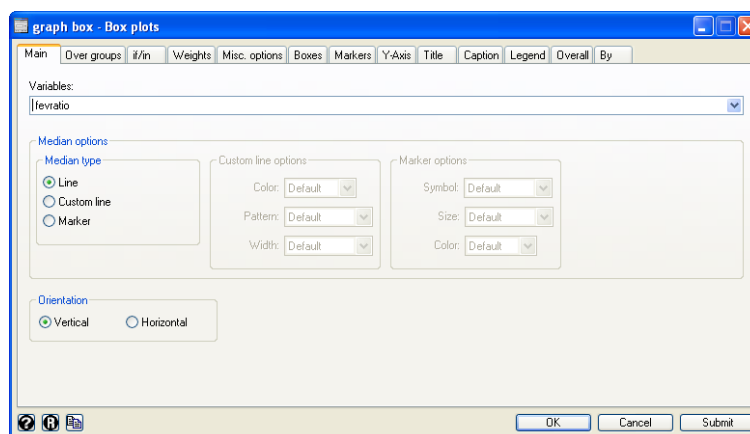 graph box - Box plots
Main Over groups if/in Weights Misc. options Boxes Markers Y-Axis Title Caption Legend Overall By
Variables:
fevratio
Median options
Median type
Line
Custom line
Marker
Custom line options
Color: Default
Pattern: Default
Width: Default
Marker options
Symbol: Default
Size: Default
Color: Default
Orientation
Vertical Horizontal
? R OK Cancel Submit